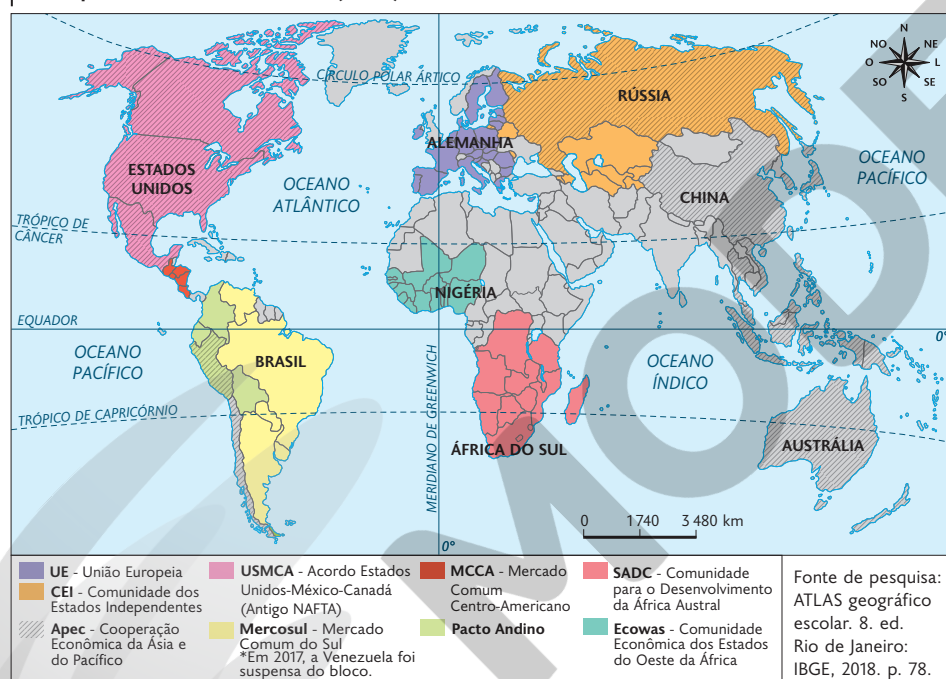 CÍRCULO POLAR ÁRTICO
N
NO
NE
O
L
SO
SE
S
RÚSSIA
ALEMANHA
ESTADOS
UNIDOS
OCEANO
ATLÂNTICO
CHINA
OCEANO
PACÍFICO
TRÓPICO DE
CÂNCER
NIGÉRIA
EQUADOR
0°
OCEANO
PACÍFICO
BRASIL
OCEANO
ÍNDICO
MERIDIANO DE GREENWICH
TRÓPICO DE CAPRICÓRNIO
ÁFRICA DO SUL
AUSTRÁLIA
0 1 740 3 480 km
0°
UE - União Europeia
CEI - Comunidade dos
Estados Independentes
Apec - Cooperação
Econômica da Ásia e
do Pacífico
USMCA - Acordo Estados
Unidos-México-Canadá
(Antigo NAFTA)
Mercosul - Mercado
Comum do Sul
*Em 2017, a Venezuela foi
suspensa do bloco.
MCCA - Mercado
Comum
Centro-Americano
Pacto Andino
SADC - Comunidade
para o Desenvolvimento
da África Austral
Ecowas - Comunidade
Econômica dos Estados
do Oeste da África
Fonte de pesquisa:
ATLAS geográfico
escolar. 8. ed.
Rio de Janeiro:
IBGE, 2018. p. 78.